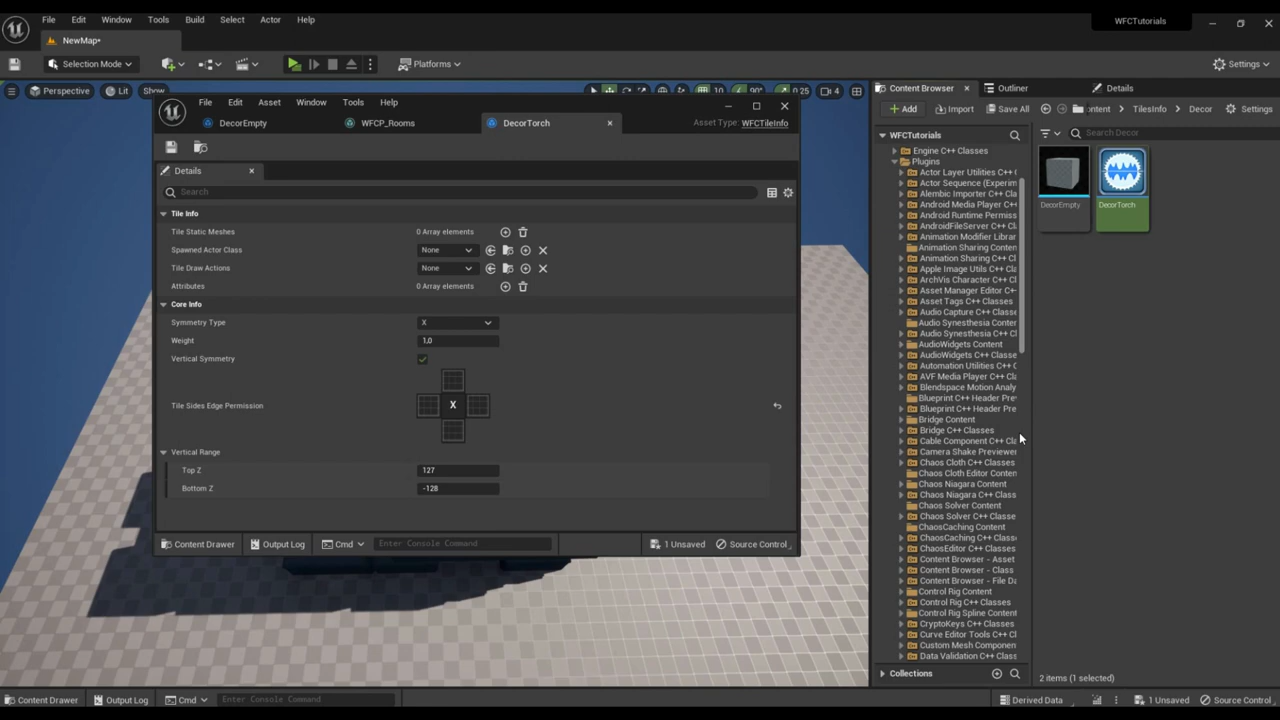 File Edit Window Tools Build Select Actor Help
WFCTutorials
NewMap•
Selection Mode
Platforms
Settings
Perspective
Lit
Show
10
90°
0.25
4
File Edit Asset Window Tools Help
DecorEmpty
WFCP_Rooms
DecorTorch
Asset Type: WFCTileInfo
Details
Search
Tile Info
Tile Static Meshes 0 Array elements
Spawned Actor Class None
Tile Draw Actions None
Attributes 0 Array elements
Core Info
Symmetry Type X
Weight 1,0
Vertical Symmetry
Tile Sides Edge Permission X
Vertical Range
Top Z 127
Bottom Z -128
Content Drawer Output Log Cmd Enter Console Command 1 Unsaved Source Control
Content Browser Outliner Details
Add Import Save All ontent TilesInfo Decor Settings
WFCTutorials
Search Decor
Engine C++ Classes
Plugins
Actor Layer Utilities C++ C
Actor Sequence (Experim
Alembic Importer C++ Cla
Android Media Player C++
Android Runtime Permiss
AndroidFileServer C++ Cl
Animation Modifier Librar
Animation Sharing Conten
Animation Sharing C++ Cl
Apple Image Utils C++ Cla
ArchVis Character C++ Cl
Asset Manager Editor C++
Asset Tags C++ Classes
Audio Capture C++ Classe
Audio Synesthesia Conter
Audio Synesthesia C++ Cl
AudioWidgets Content
AudioWidgets C++ Classe
Automation Utilities C++ C
AVF Media Player C++ Cla
Blendspace Motion Analy
Blueprint C++ Header Prev
Blueprint C++ Header Pre
Bridge Content
Bridge C++ Classes
Cable Component C++ Cla
Camera Shake Previewer
Chaos Cloth C++ Classes
Chaos Cloth Editor Conten
Chaos Niagara Content
Chaos Niagara C++ Class
Chaos Solver Content
Chaos Solver C++ Classe
ChaosCaching Content
ChaosCaching C++ Classe
ChaosEditor C++ Classes
Content Browser - Asset
Content Browser - Class
Content Browser - File Da
Control Rig Content
Control Rig C++ Classes
Control Rig Spline Content
CryptoKeys C++ Classes
Curve Editor Tools C++ Cl
Custom Mesh Component
Data Validation C++ Class
DecorEmpty
DecorTorch
Collections
2 items (1 selected)
Content Drawer Output Log Cmd Enter Console Command
Derived Data 1 Unsaved Source Control